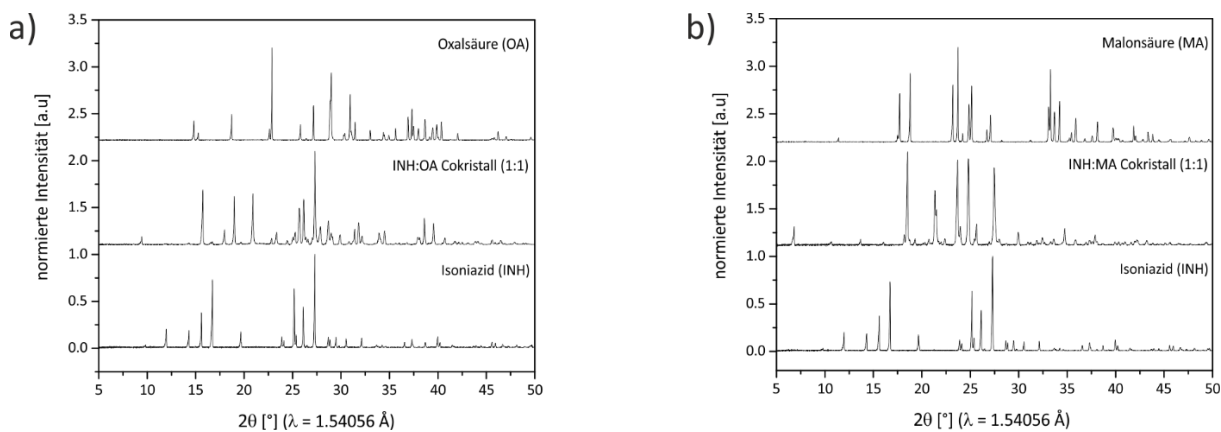 a)
normierte Intensität [a.u]
3.5
3.0
2.5
2.0
1.5
1.0
0.5
0.0
Oxalsäure (OA)
INH:OA Cokristall (1:1)
Isoniazid (INH)
5 10 15 20 25 30 35 40 45 50
2θ [°] (λ = 1.54056 Å)
b)
normierte Intensität [a.u]
3.5
3.0
2.5
2.0
1.5
1.0
0.5
0.0
Malonsäure (MA)
INH:MA Cokristall (1:1)
Isoniazid (INH)
5 10 15 20 25 30 35 40 45 50
2θ [°] (λ = 1.54056 Å)